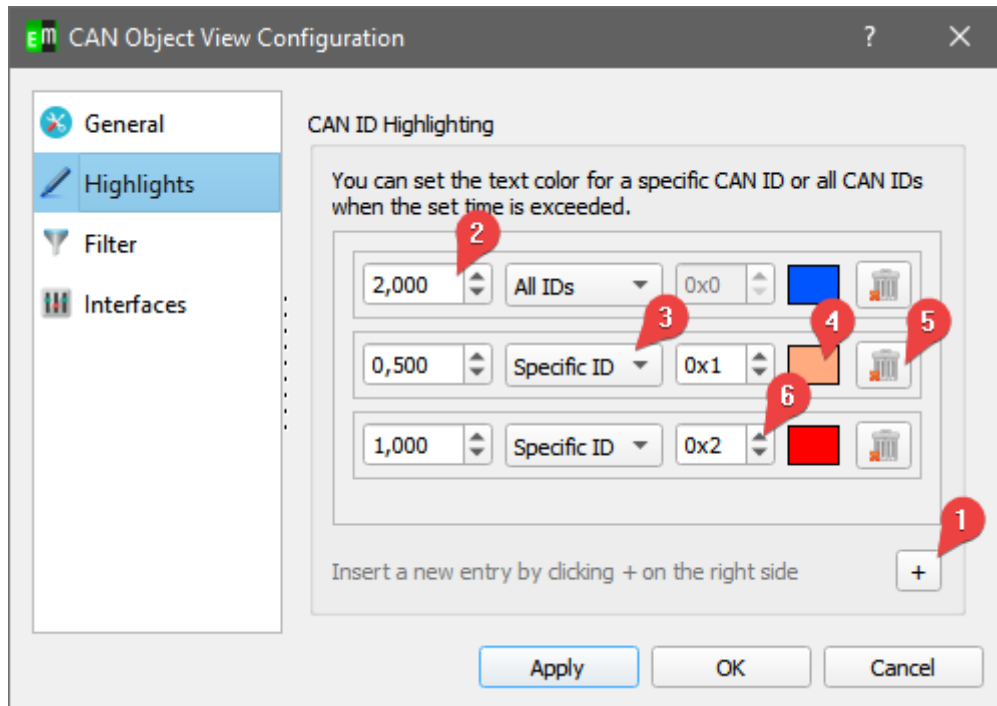 Em CAN Object View Configuration ? ×
General
Highlights
Filter
Interfaces
CAN ID Highlighting
You can set the text color for a specific CAN ID or all CAN IDs
when the set time is exceeded.
2
2,000 All IDs 0x0
3 4 5
0,500 Specific ID 0x1
6
1,000 Specific ID 0x2
1
Insert a new entry by clicking + on the right side +
Apply OK Cancel